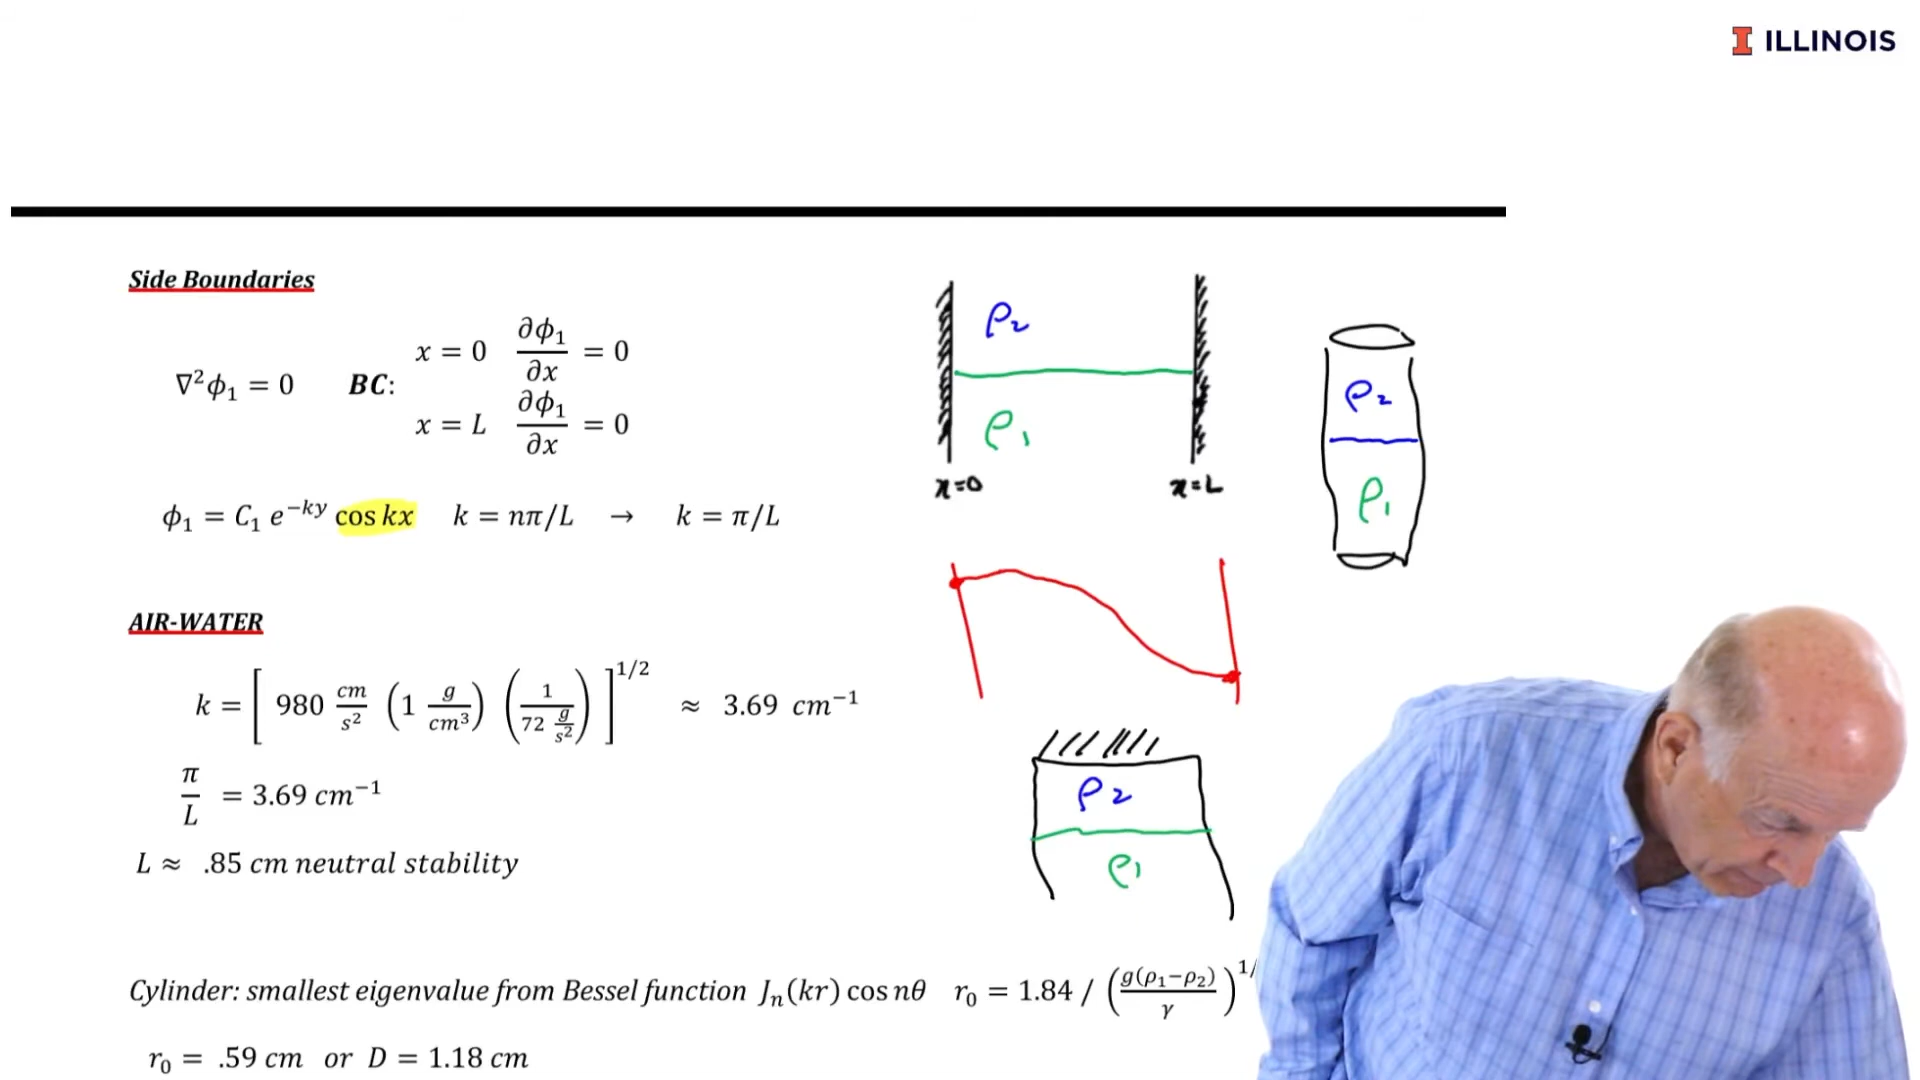 ILLINOIS
Side Boundaries
∇²ϕ₁ = 0 BC: x = 0 ∂ϕ₁/∂x = 0
x = L ∂ϕ₁/∂x = 0
ϕ₁ = C₁ e^{−ky} cos kx k = nπ/L → k = π/L
ρ₂
ρ₁
x=0 x=L
ρ₂
ρ₁
AIR-WATER
k = [ 980 cm/s² (1 g/cm³) (1/(72 g/s²)) ]^{1/2} ≈ 3.69 cm⁻¹
π/L = 3.69 cm⁻¹
L ≈ .85 cm neutral stability
ρ₂
ρ₁
Cylinder: smallest eigenvalue from Bessel function Jₙ(kr) cos nθ r₀ = 1.84 / (g(ρ₁−ρ₂)/γ)^{1/
r₀ = .59 cm or D = 1.18 cm